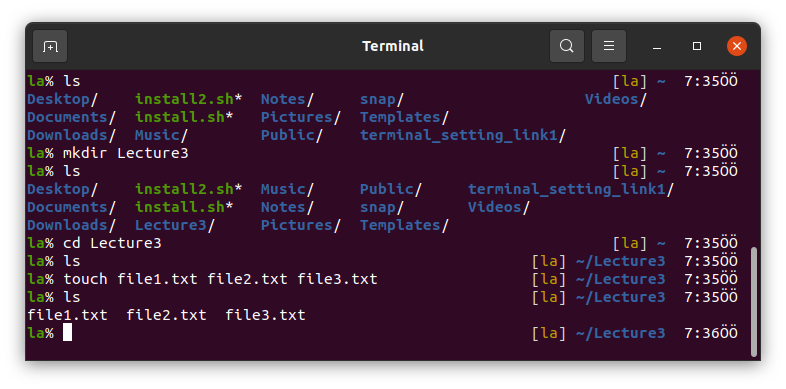 Terminal
la% ls [la] ~ 7:35ÖÖ
Desktop/ install2.sh* Notes/ snap/ Videos/
Documents/ install.sh* Pictures/ Templates/
Downloads/ Music/ Public/ terminal_setting_link1/
la% mkdir Lecture3 [la] ~ 7:35ÖÖ
la% ls [la] ~ 7:35ÖÖ
Desktop/ install2.sh* Music/ Public/ terminal_setting_link1/
Documents/ install.sh* Notes/ snap/ Videos/
Downloads/ Lecture3/ Pictures/ Templates/
la% cd Lecture3 [la] ~ 7:35ÖÖ
la% ls [la] ~/Lecture3 7:35ÖÖ
la% touch file1.txt file2.txt file3.txt [la] ~/Lecture3 7:35ÖÖ
la% ls [la] ~/Lecture3 7:35ÖÖ
file1.txt file2.txt file3.txt
la% [la] ~/Lecture3 7:36ÖÖ